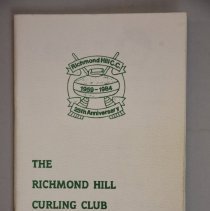 Richmond Hill C.C.
1959 - 1984
25th Anniversary
THE
RICHMOND HILL
CURLING CLUB